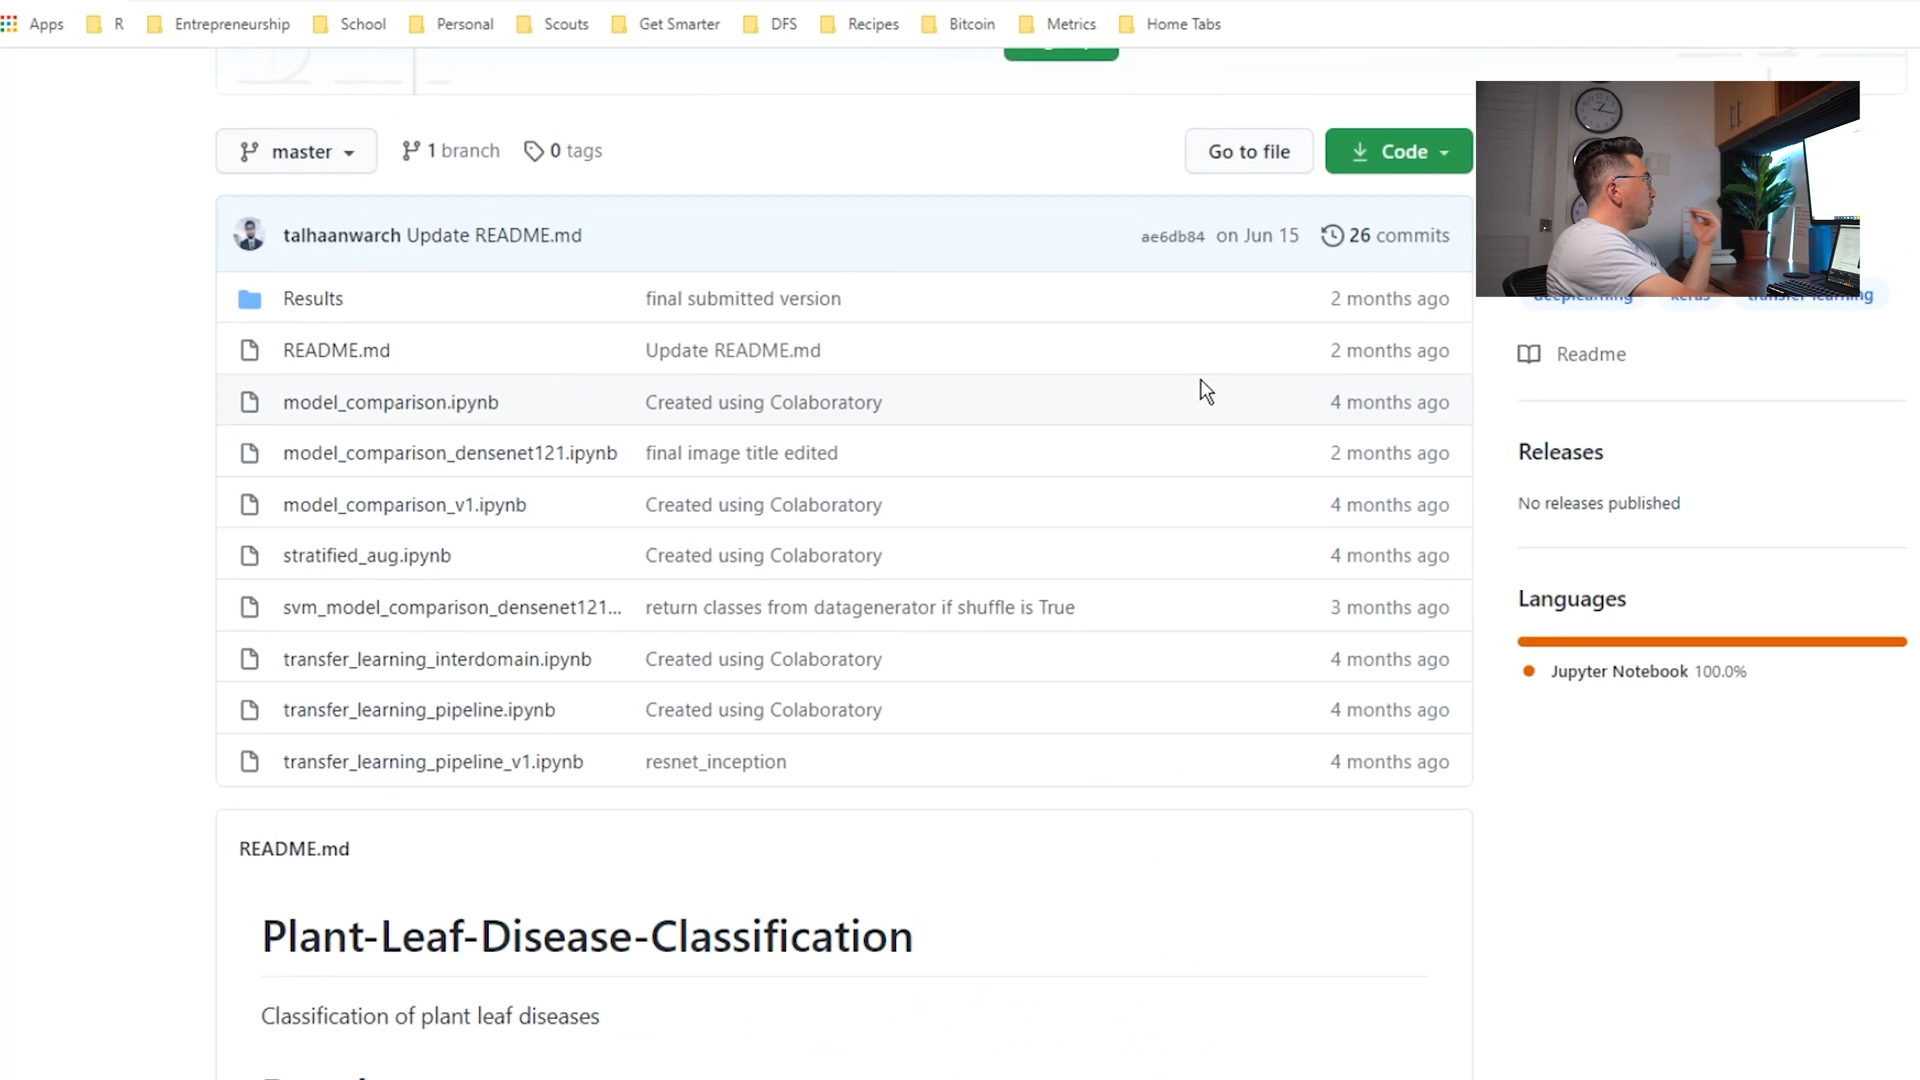 Apps R Entrepreneurship School Personal Scouts Get Smarter DFS Recipes Bitcoin Metrics Home Tabs
master 1 branch 0 tags Go to file Code
talhaanwarch Update README.md ae6db84 on Jun 15 26 commits
Results final submitted version 2 months ago
README.md Update README.md 2 months ago
model_comparison.ipynb Created using Colaboratory 4 months ago
model_comparison_densenet121.ipynb final image title edited 2 months ago
model_comparison_v1.ipynb Created using Colaboratory 4 months ago
stratified_aug.ipynb Created using Colaboratory 4 months ago
svm_model_comparison_densenet121... return classes from datagenerator if shuffle is True 3 months ago
transfer_learning_interdomain.ipynb Created using Colaboratory 4 months ago
transfer_learning_pipeline.ipynb Created using Colaboratory 4 months ago
transfer_learning_pipeline_v1.ipynb resnet_inception 4 months ago
README.md
Plant-Leaf-Disease-Classification
Classification of plant leaf diseases
deeplearning keras transfer-learning
Readme
Releases
No releases published
Languages
Jupyter Notebook 100.0%